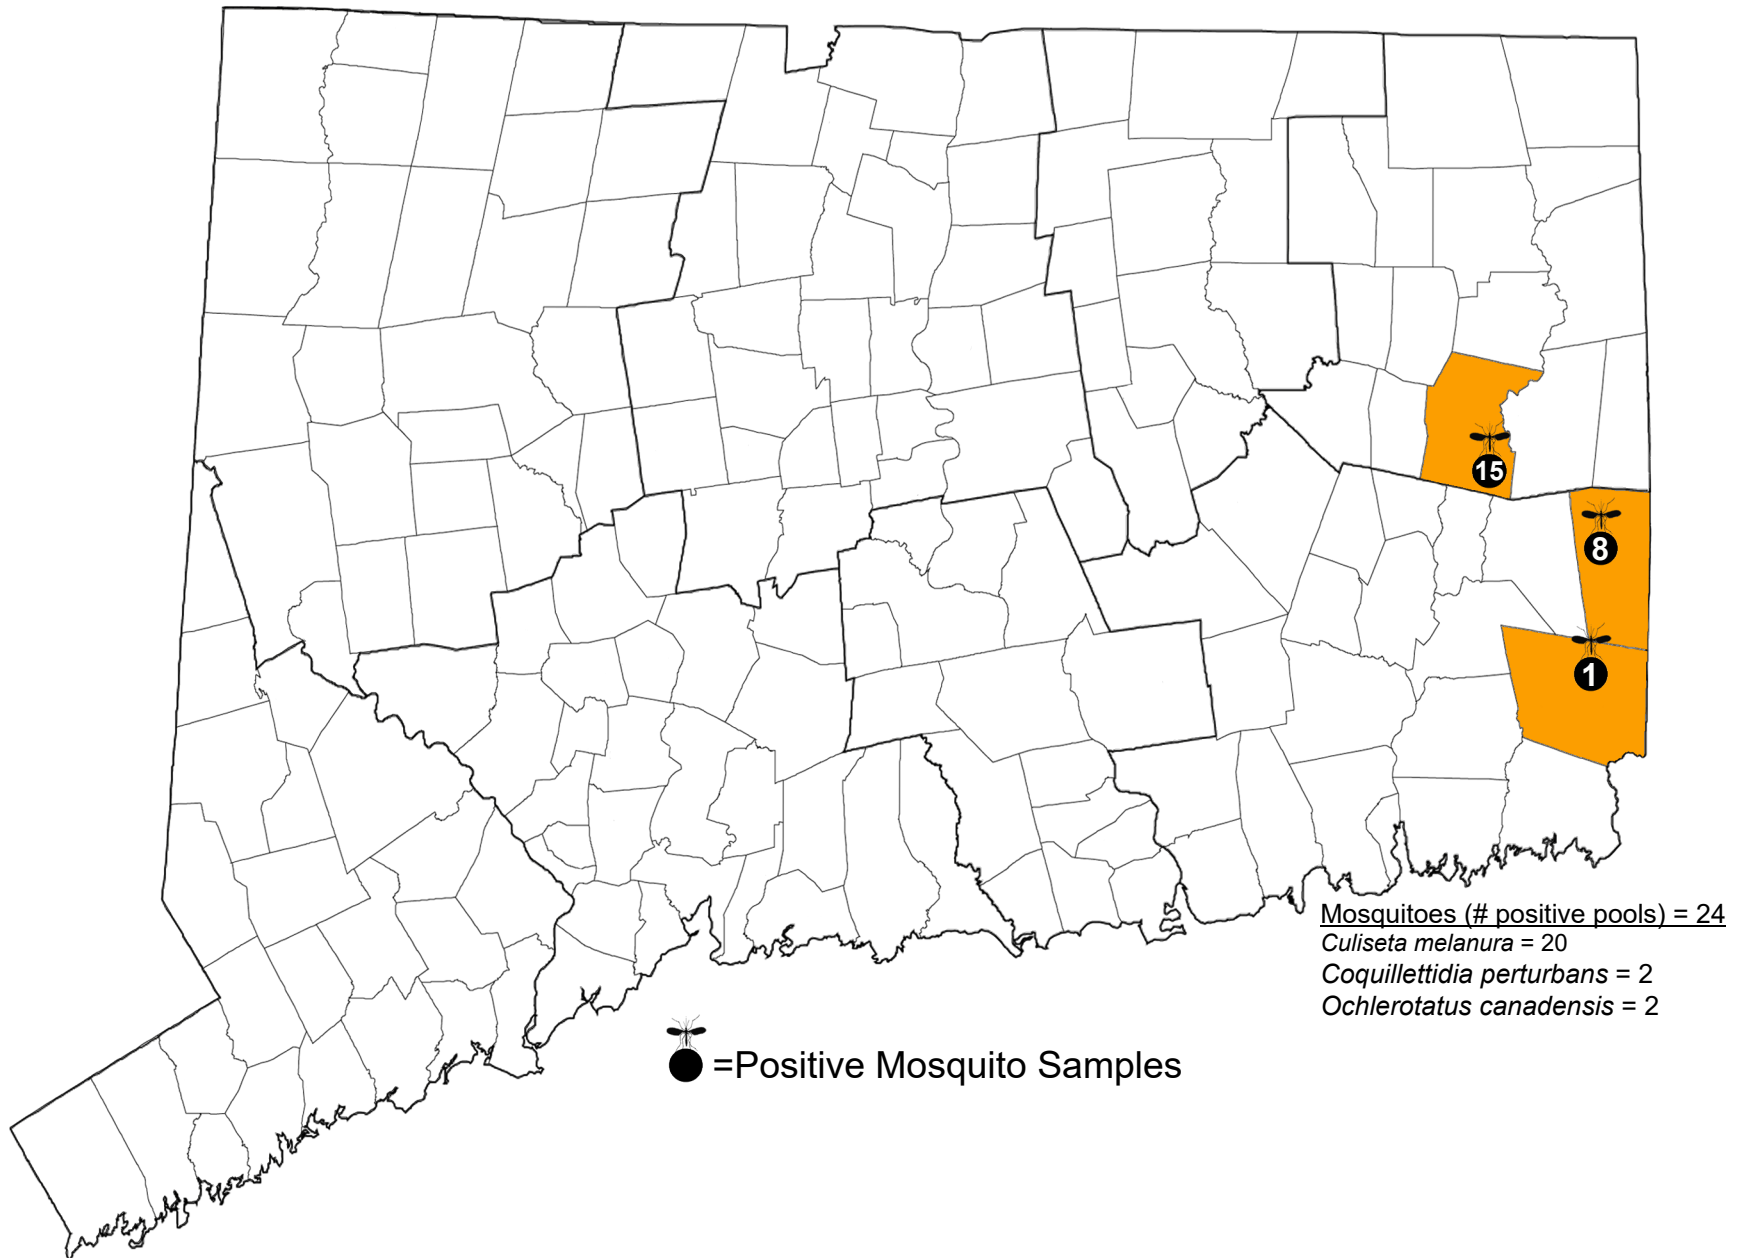 15
8
1
Mosquitoes (# positive pools) = 24
Culiseta melanura = 20
Coquillettidia perturbans = 2
Ochlerotatus canadensis = 2
=Positive Mosquito Samples